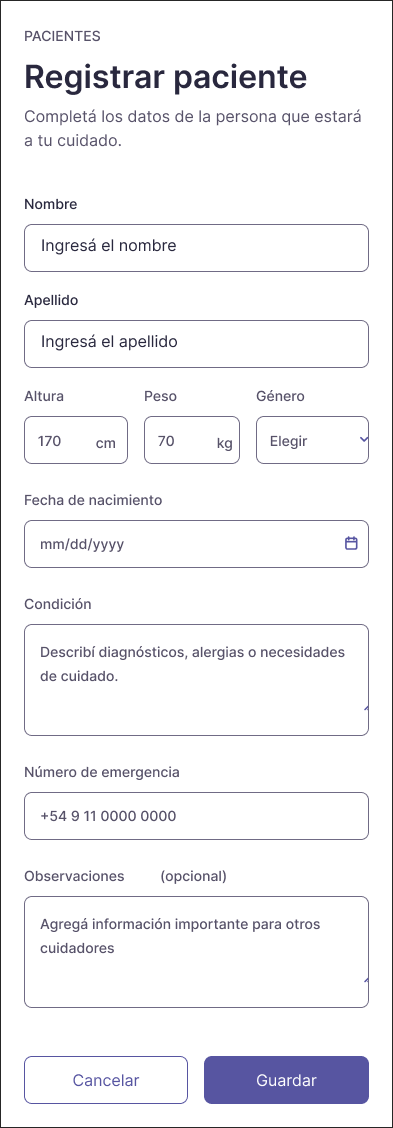 PACIENTES
Registrar paciente
Completá los datos de la persona que estará
a tu cuidado.
Nombre
Ingresá el nombre
Apellido
Ingresá el apellido
Altura Peso Género
170 cm 70 kg Elegir
Fecha de nacimiento
mm/dd/yyyy
Condición
Describí diagnósticos, alergias o necesidades
de cuidado.
Número de emergencia
+54 9 11 0000 0000
Observaciones (opcional)
Agregá información importante para otros
cuidadores
Cancelar Guardar